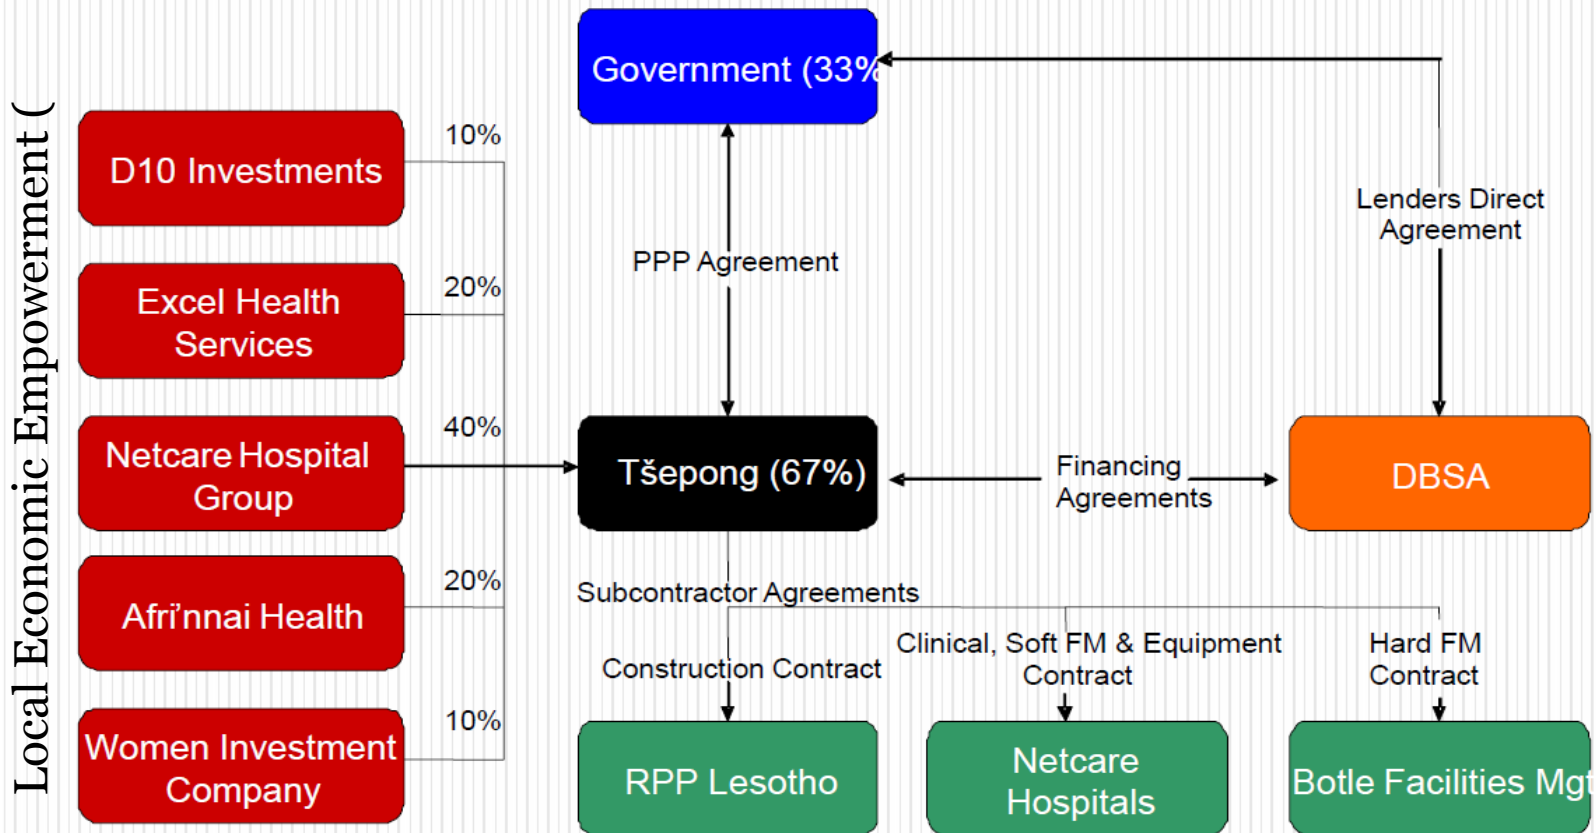 Local Economic Empowerment (
Government (33%
D10 Investments
10%
Excel Health
Services
20%
Netcare Hospital
Group
40%
Afri'nnai Health
20%
Women Investment
Company
10%
PPP Agreement
Lenders Direct
Agreement
Tšepong (67%)
Financing
Agreements
DBSA
Subcontractor Agreements
Construction Contract
Clinical, Soft FM & Equipment
Contract
Hard FM
Contract
RPP Lesotho
Netcare
Hospitals
Botle Facilities Mgt